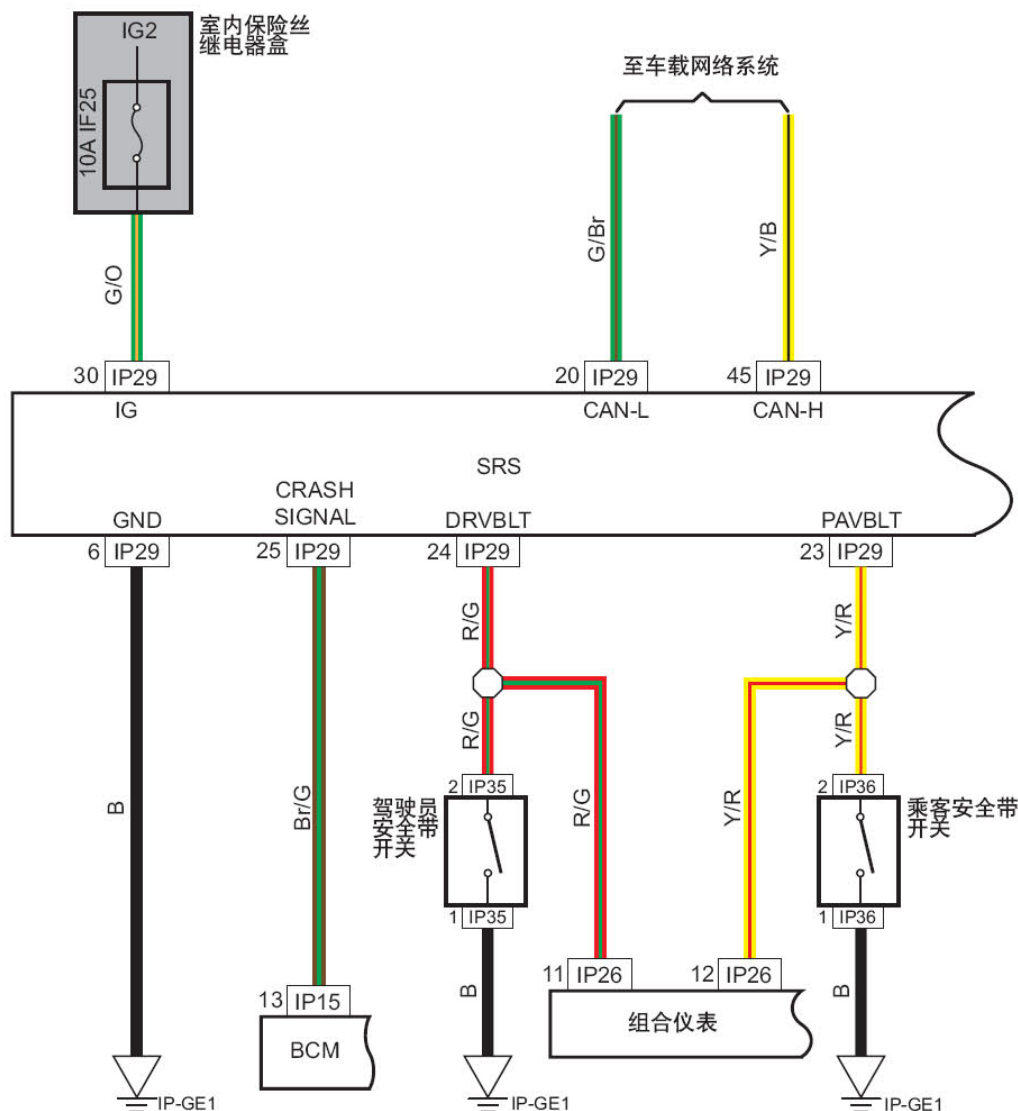 IG2
室内保险丝
继电器盒
10A IF25
至车载网络系统
G/O
G/Br
Y/B
30 IP29
20 IP29
45 IP29
IG
CAN-L
CAN-H
SRS
CRASH
SIGNAL
GND
DRVBLT
PAVBLT
6 IP29
25 IP29
24 IP29
23 IP29
R/G
Y/R
R/G
Y/R
B
Br/G
驾驶员
安全带
开关
2 IP35
1 IP35
R/G
Y/R
2 IP36
1 IP36
乘客安全带
开关
B
B
13 IP15
BCM
11 IP26
12 IP26
组合仪表
IP-GE1
IP-GE1
IP-GE1